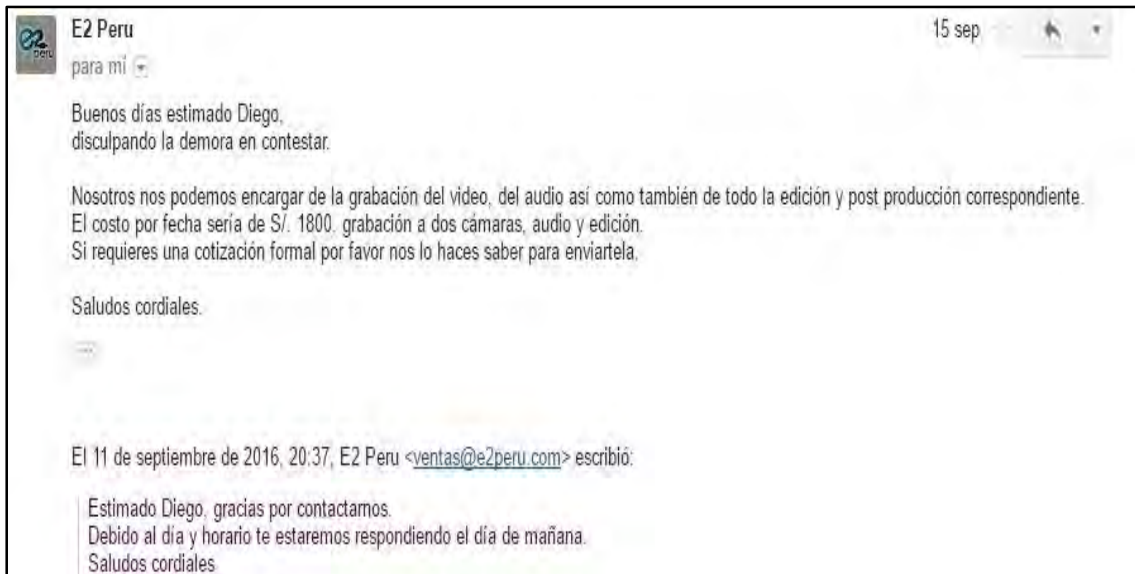 e2
peru
E2 Peru
15 sep
para mí
Buenos días estimado Diego,
disculpando la demora en contestar.
Nosotros nos podemos encargar de la grabación del video, del audio así como también de todo la edición y post producción correspondiente.
El costo por fecha sería de S/. 1800. grabación a dos cámaras, audio y edición.
Si requieres una cotización formal por favor nos lo haces saber para enviartela.
Saludos cordiales.
El 11 de septiembre de 2016, 20:37, E2 Peru <ventas@e2peru.com> escribió:
Estimado Diego, gracias por contactarnos.
Debido al día y horario te estaremos respondiendo el día de mañana.
Saludos cordiales